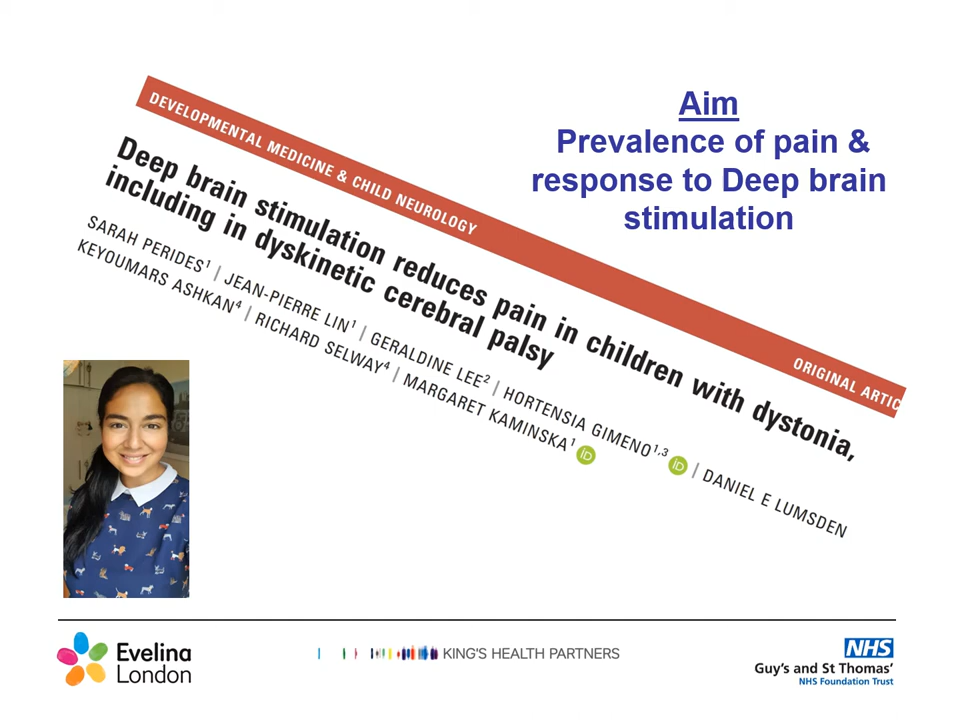 Aim
Prevalence of pain &
response to Deep brain
stimulation
DEVELOPMENTAL MEDICINE & CHILD NEUROLOGY
ORIGINAL ARTIC
Deep brain stimulation reduces pain in children with dystonia,
including in dyskinetic cerebral palsy
SARAH PERIDES1 | JEAN-PIERRE LIN1 | GERALDINE LEE2 | HORTENSIA GIMENO1,3 iD | DANIEL E LUMSDEN
KEYOUMARS ASHKAN4 | RICHARD SELWAY4 | MARGARET KAMINSKA1 iD
Evelina
London
KING'S HEALTH PARTNERS
NHS
Guy's and St Thomas'
NHS Foundation Trust